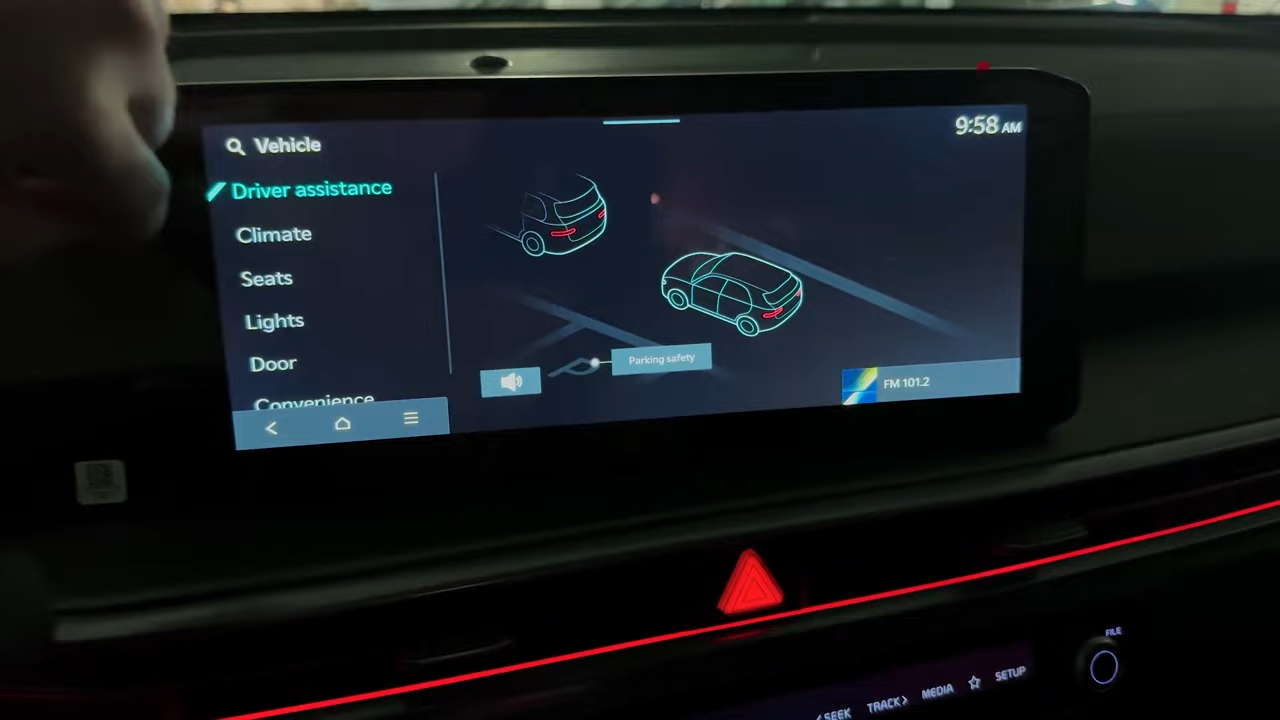 Vehicle
9:58 AM
Driver assistance
Climate
Seats
Lights
Door
Convenience
Parking safety
FM 101.2
FILE
< SEEK
TRACK >
MEDIA
SETUP